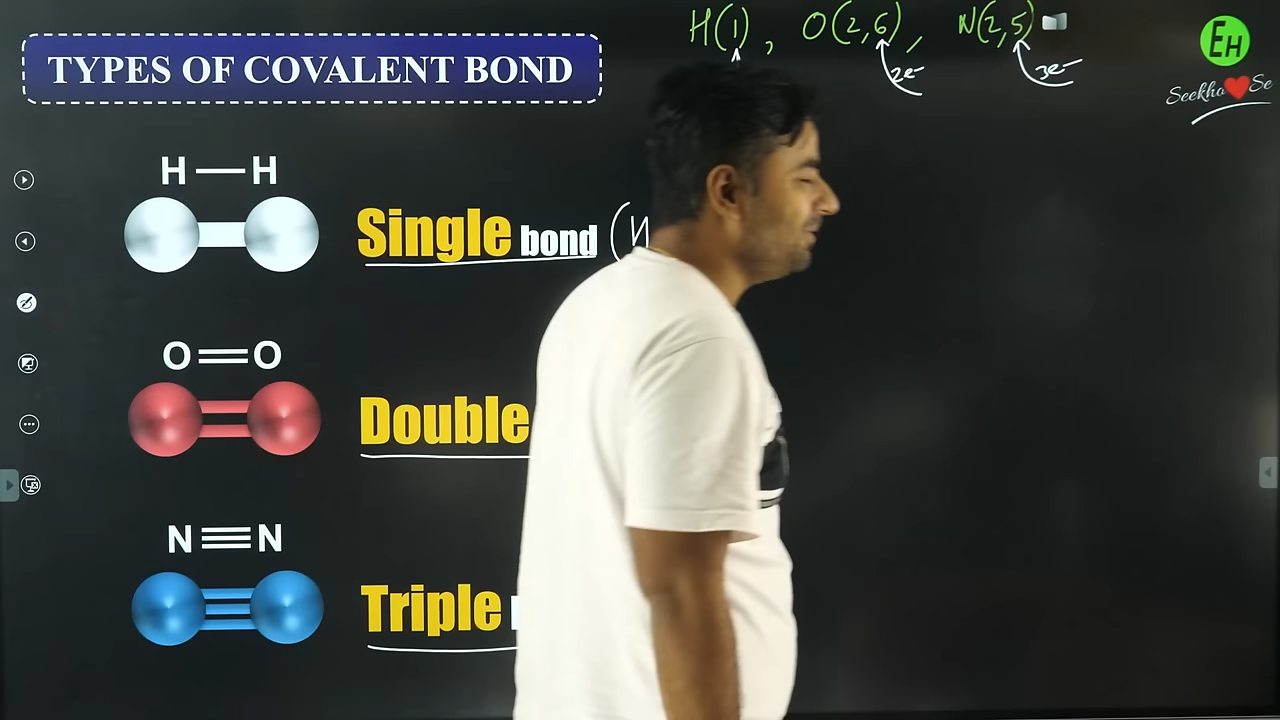 H(1), O(2,6), N(2,5)
2e- 3e-
EH
Seekho ❤ Se
TYPES OF COVALENT BOND
H—H
Single bond (
O=O
Double
N≡N
Triple